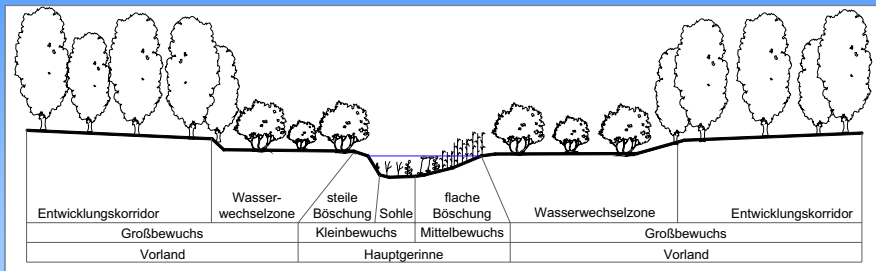 Entwicklungskorridor
Wasser-
wechselzone
steile
Böschung
Sohle
flache
Böschung
Wasserwechselzone
Entwicklungskorridor
Großbewuchs
Kleinbewuchs
Mittelbewuchs
Großbewuchs
Vorland
Hauptgerinne
Vorland